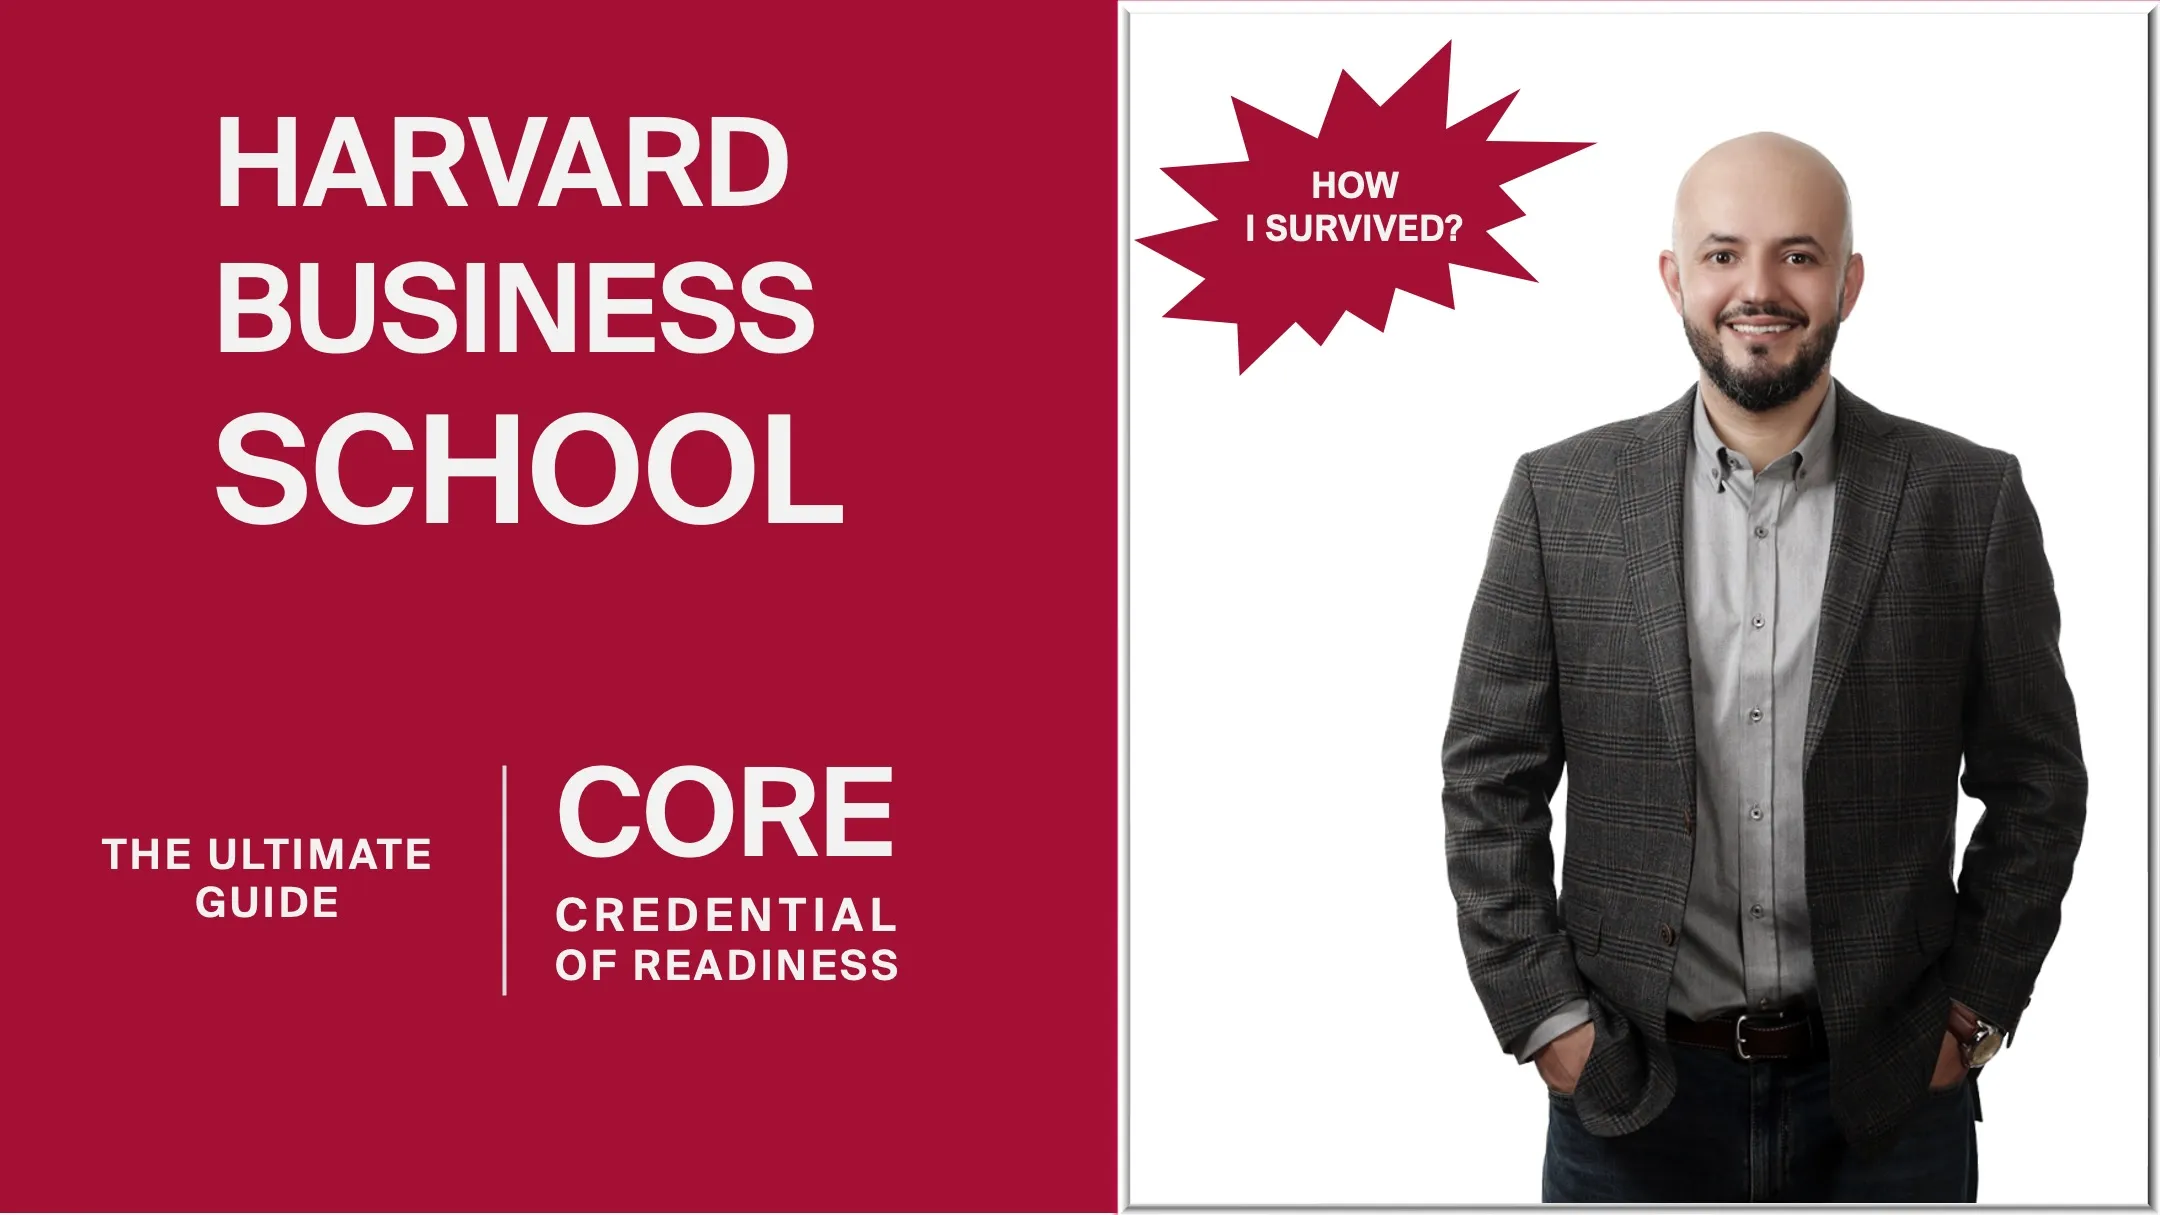 HARVARD
BUSINESS
SCHOOL
THE ULTIMATE
GUIDE
CORE
CREDENTIAL
OF READINESS
HOW
I SURVIVED?